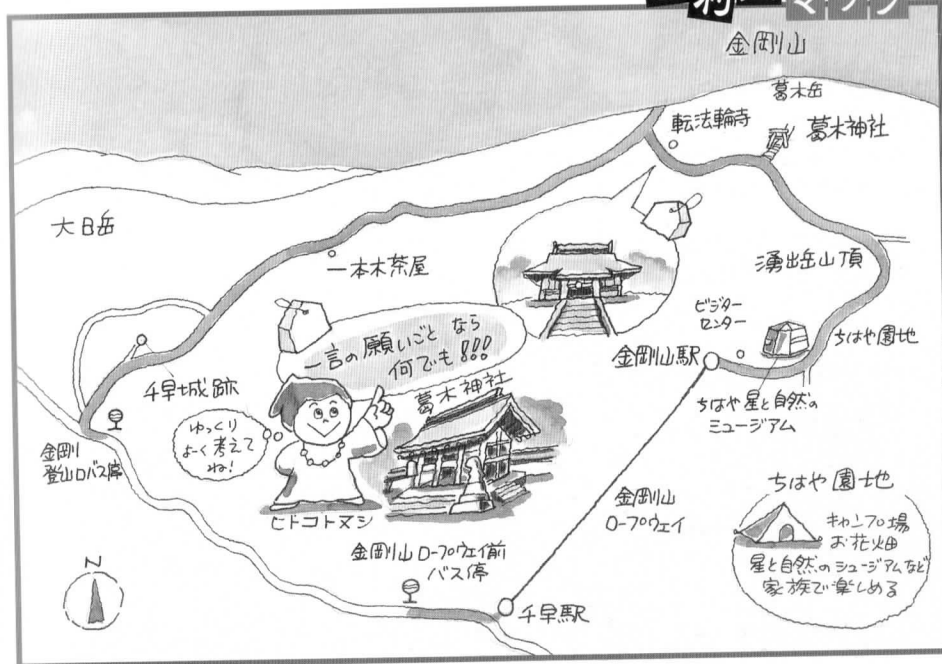 利
マップ
金剛山
葛木岳
転法輪寺
葛木神社
大日岳
一本木茶屋
湧出岳山頂
ビジター
センター
ちはや園地
金剛山駅
ちはや星と自然の
ミュージアム
一言の願いごと なら
何でも!!!
千早城跡
葛木神社
ゆっくり
よーく考えて
ね!
金剛
登山口バス停
ヒトコトヌシ
金剛山
ロープウェイ
ちはや園地
キャンプ場
お花畑
星と自然のミュージアムなど
家族で楽しめる
金剛山ロープウェイ前
バス停
千早駅
N